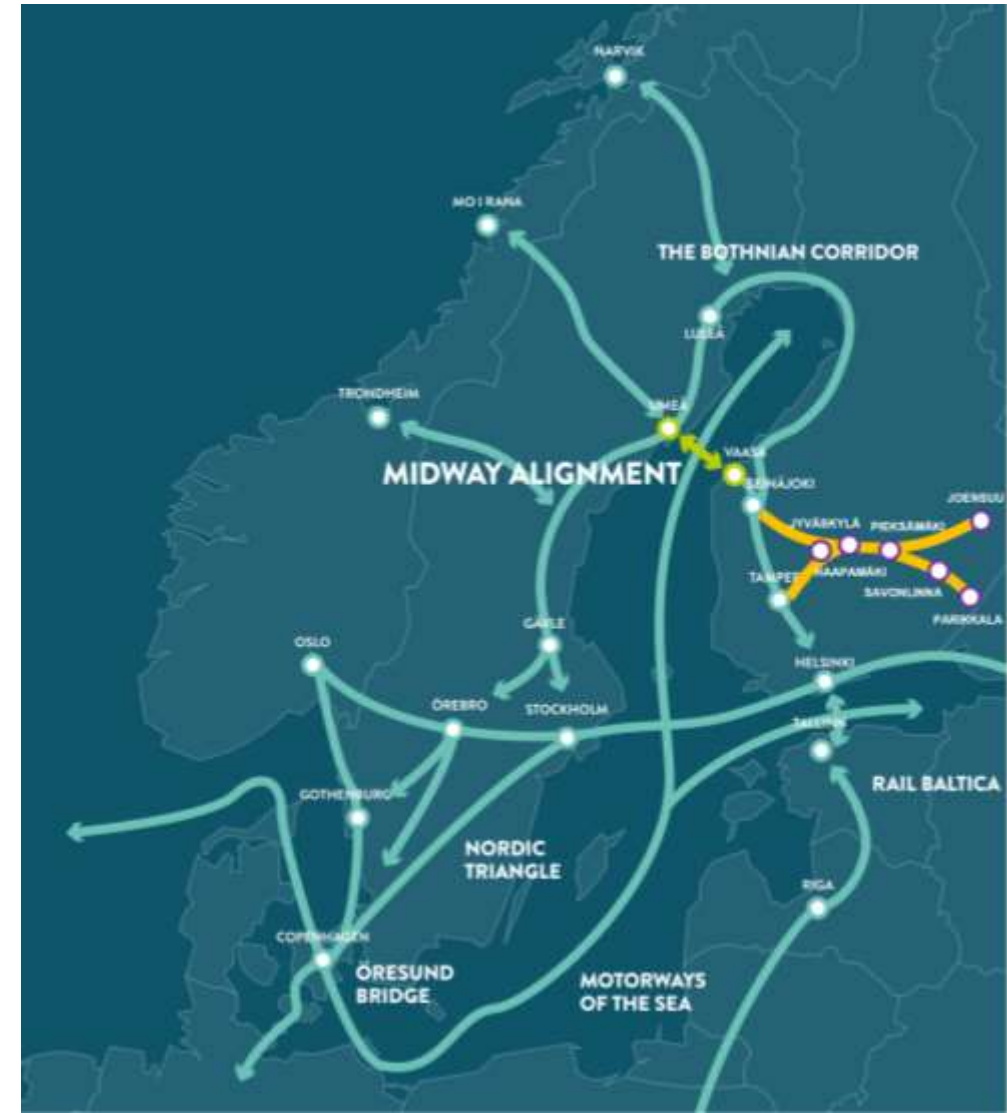 NARVIK
MO I RANA
THE BOTHNIAN CORRIDOR
LULEÅ
TRONDHEIM
UMEÅ
MIDWAY ALIGNMENT
VAASA
SEINÄJOKI
JOENSUU
JYVÄSKYLÄ
PIEKSÄMÄKI
HAAPAMÄKI
TAMPERE
SAVONLINNA
PARIKKALA
GÄVLE
OSLO
HELSINKI
ÖREBRO
STOCKHOLM
TALLINN
RAIL BALTICA
GOTHENBURG
NORDIC
TRIANGLE
RIGA
COPENHAGEN
ÖRESUND
BRIDGE
MOTORWAYS
OF THE SEA